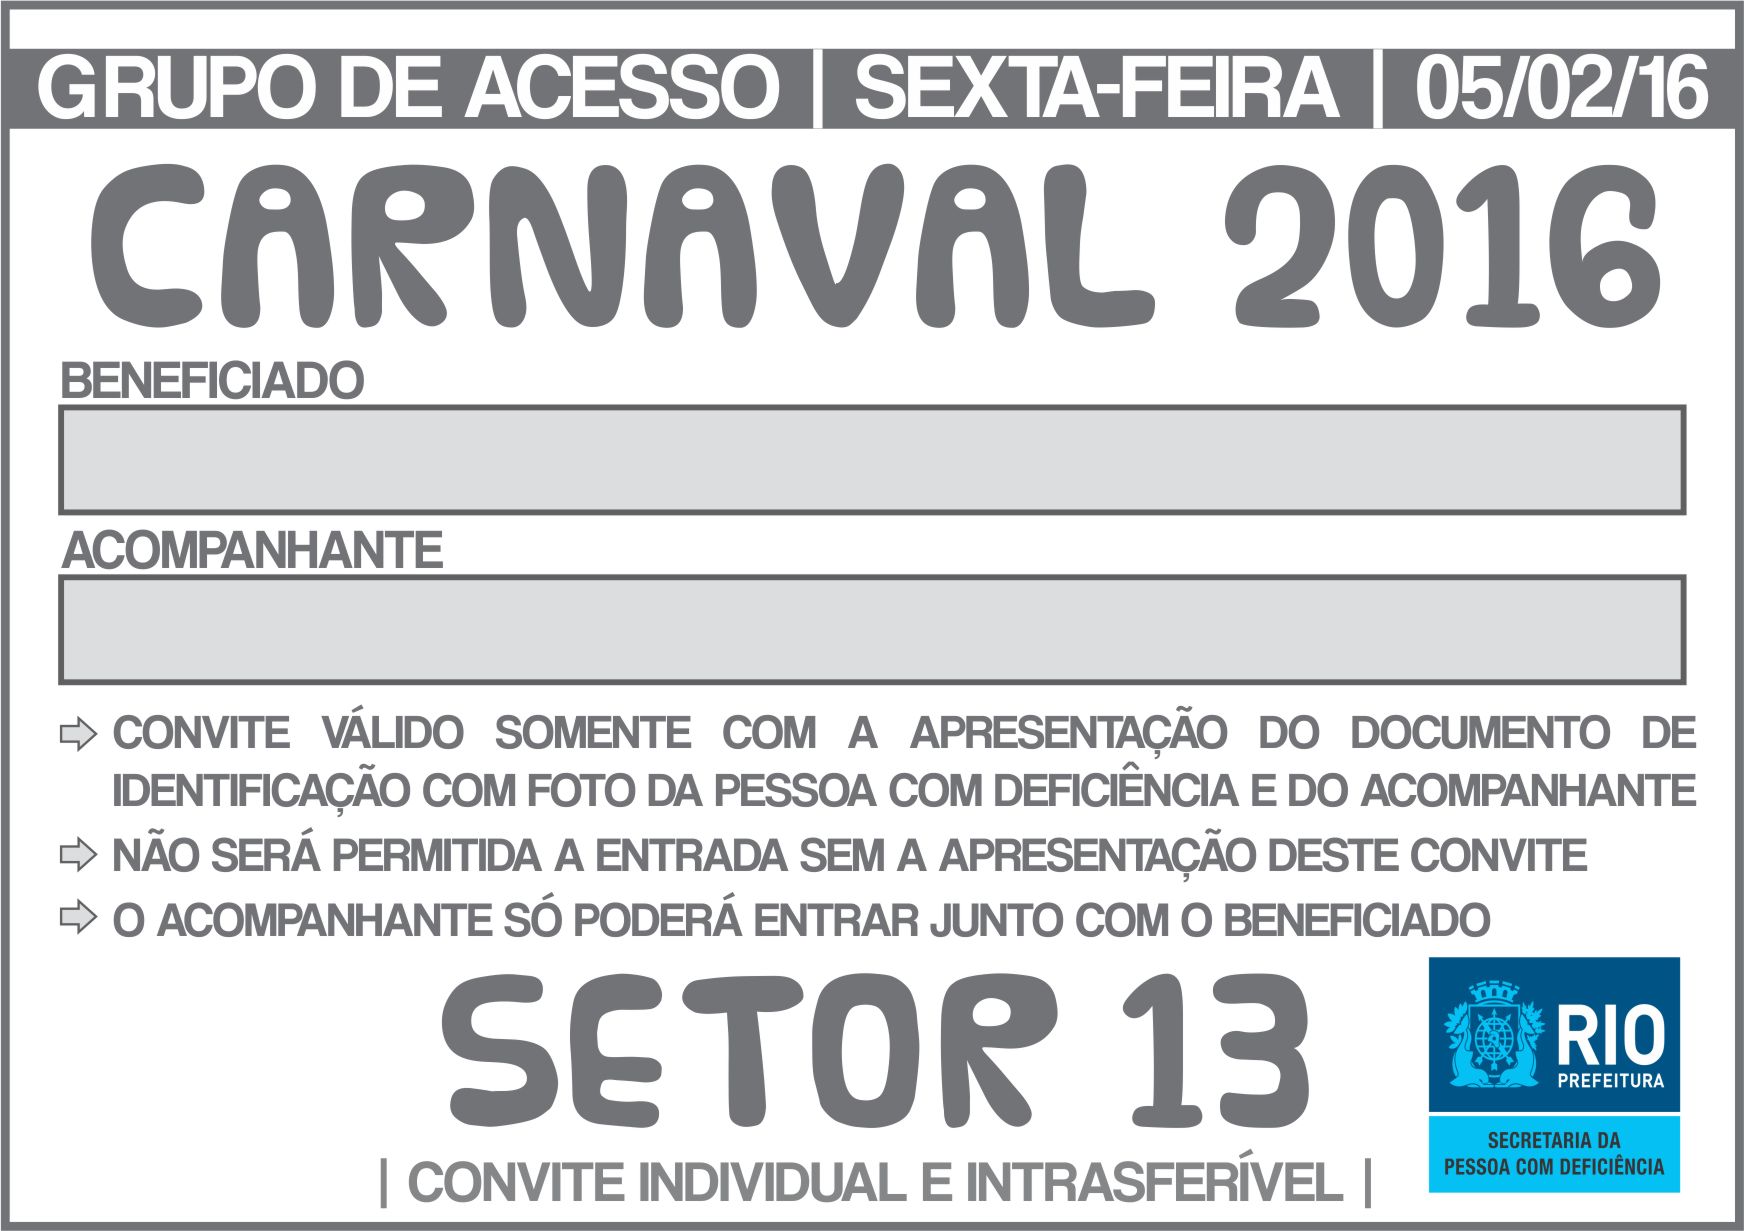 GRUPO DE ACESSO | SEXTA-FEIRA | 05/02/16
CARNAVAL 2016
BENEFICIADO
ACOMPANHANTE
CONVITE VÁLIDO SOMENTE COM A APRESENTAÇÃO DO DOCUMENTO DE
IDENTIFICAÇÃO COM FOTO DA PESSOA COM DEFICIÊNCIA E DO ACOMPANHANTE
NÃO SERÁ PERMITIDA A ENTRADA SEM A APRESENTAÇÃO DESTE CONVITE
O ACOMPANHANTE SÓ PODERÁ ENTRAR JUNTO COM O BENEFICIADO
SETOR 13
| CONVITE INDIVIDUAL E INTRASFERÍVEL |
RIO
PREFEITURA
SECRETARIA DA
PESSOA COM DEFICIÊNCIA